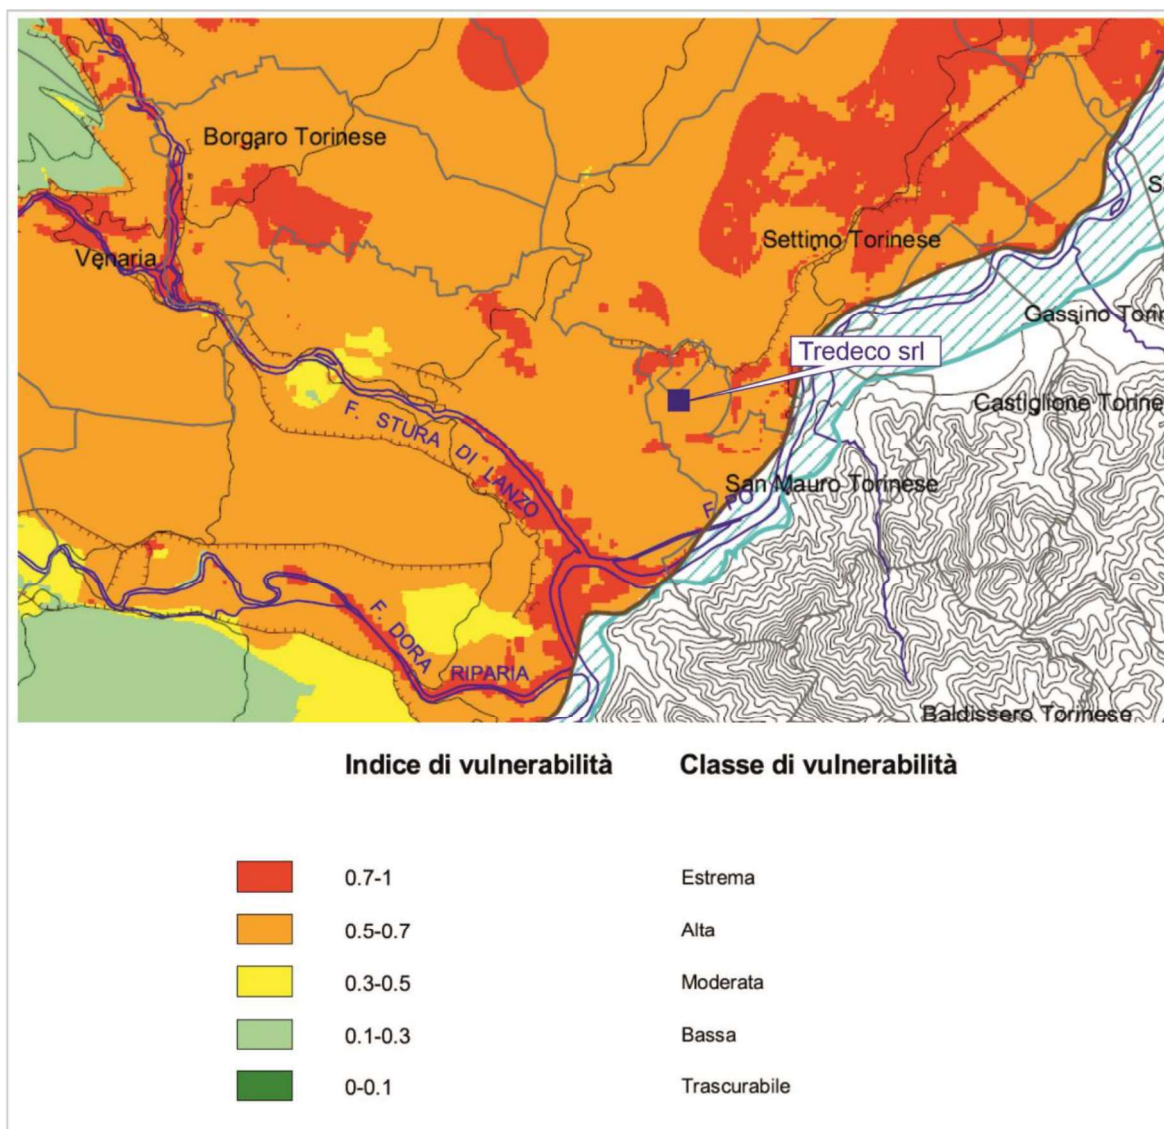 Borgaro Torinese
Venaria
Settimo Torinese
S
Gassino Torin
Tredeco srl
Castiglione Torine
F. STURA DI LANZO
San Mauro Torinese
F. PO
F. DORA
RIPARIA
Baldissero Torinese
Indice di vulnerabilità Classe di vulnerabilità
0.7-1 Estrema
0.5-0.7 Alta
0.3-0.5 Moderata
0.1-0.3 Bassa
0-0.1 Trascurabile